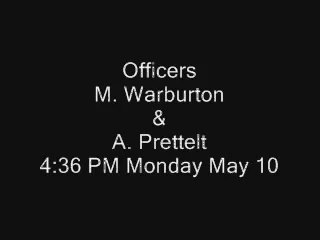 Officers
M. Warburton
&
A. Prettelt
4:36 PM Monday May 10